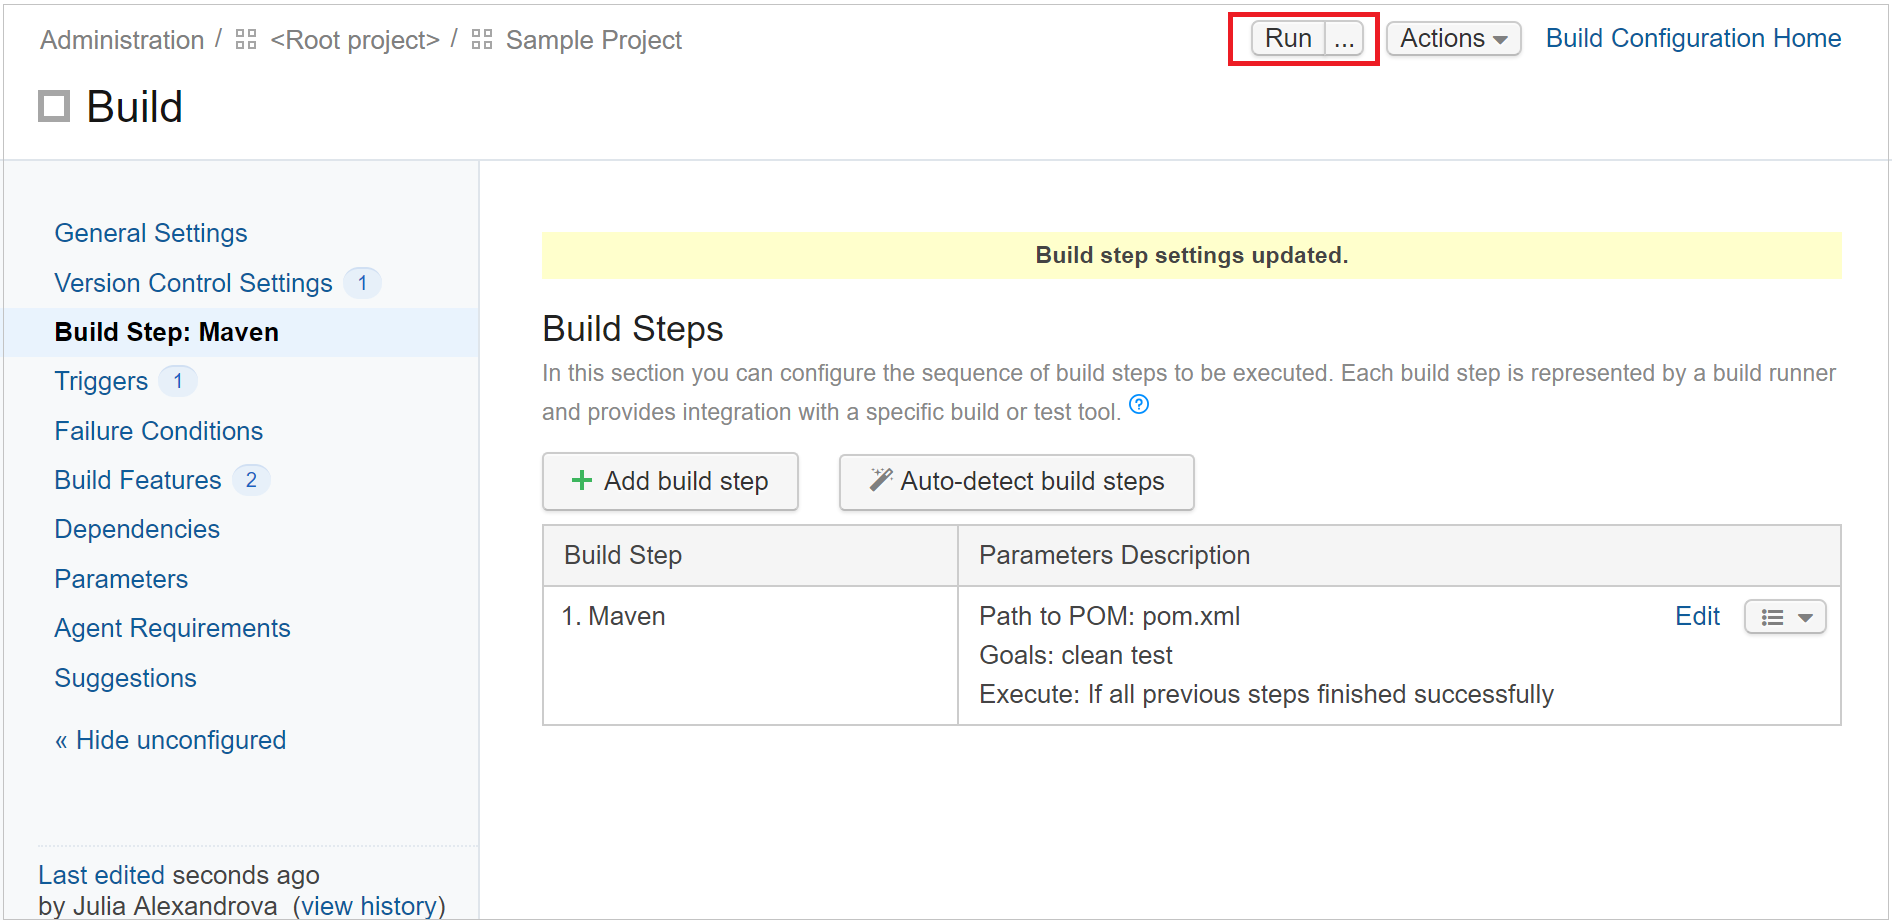 Administration / <Root project> / Sample Project
Run ... Actions Build Configuration Home
Build
General Settings
Version Control Settings 1
Build Step: Maven
Triggers 1
Failure Conditions
Build Features 2
Dependencies
Parameters
Agent Requirements
Suggestions
« Hide unconfigured
Last edited seconds ago
by Julia Alexandrova (view history)
Build step settings updated.
Build Steps
In this section you can configure the sequence of build steps to be executed. Each build step is represented by a build runner
and provides integration with a specific build or test tool. ?
Add build step Auto-detect build steps
Build Step Parameters Description
1. Maven Path to POM: pom.xml Edit
Goals: clean test
Execute: If all previous steps finished successfully